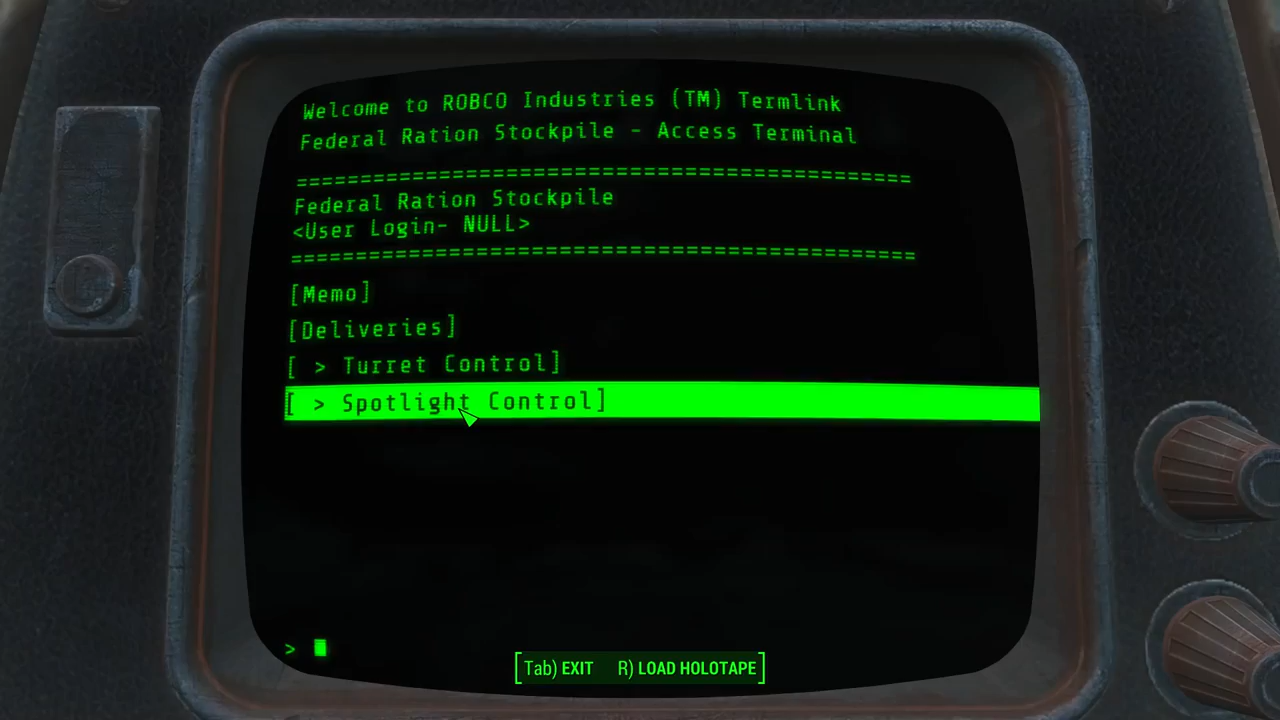 Welcome to ROBCO Industries (TM) Termlink
Federal Ration Stockpile - Access Terminal
================================================
Federal Ration Stockpile
<User Login- NULL>
================================================
[Memo]
[Deliveries]
[ > Turret Control]
[ > Spotlight Control]
>
[Tab) EXIT R) LOAD HOLOTAPE]